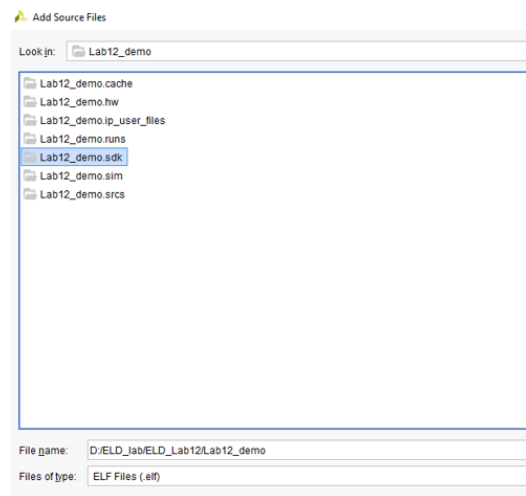 Add Source Files
Look in: Lab12_demo
Lab12_demo.cache
Lab12_demo.hw
Lab12_demo.ip_user_files
Lab12_demo.runs
Lab12_demo.sdk
Lab12_demo.sim
Lab12_demo.srcs
File name: D:/ELD_lab/ELD_Lab12/Lab12_demo
Files of type: ELF Files (.elf)